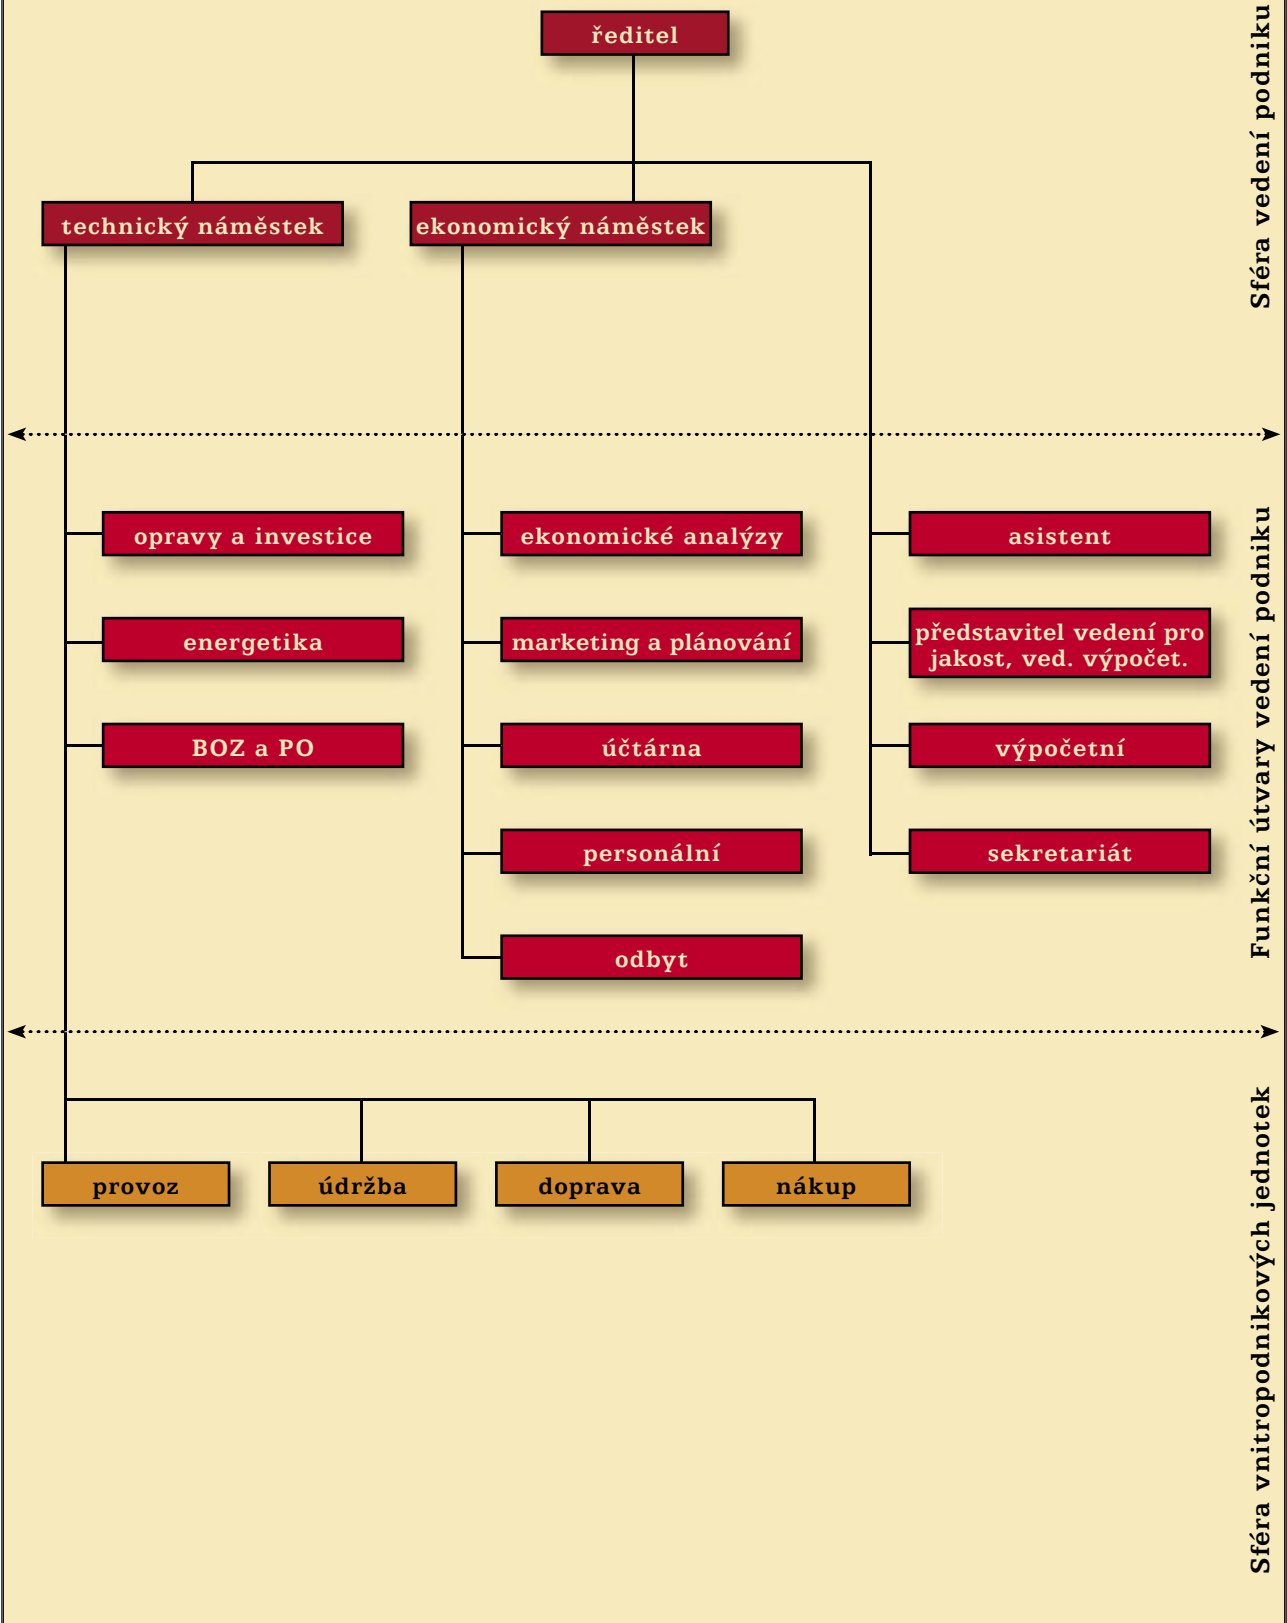 ředitel
Sféra vedení podniku
technický náměstek
ekonomický náměstek
opravy a investice
ekonomické analýzy
asistent
energetika
marketing a plánování
představitel vedení pro
jakost, ved. výpočet.
BOZ a PO
účtárna
výpočetní
personální
sekretariát
odbyt
Funkční útvary vedení podniku
provoz
údržba
doprava
nákup
Sféra vnitropodnikových jednotek